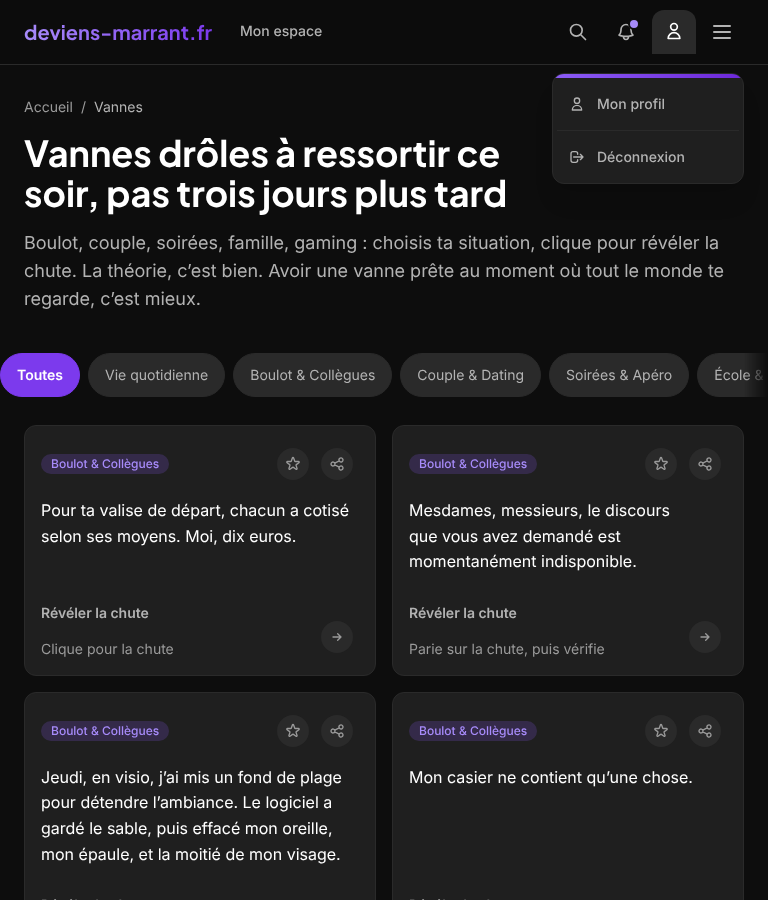 deviens-marrant.fr
Mon espace
Mon profil
Déconnexion
Accueil / Vannes
Vannes drôles à ressortir ce
soir, pas trois jours plus tard
Boulot, couple, soirées, famille, gaming : choisis ta situation, clique pour révéler la
chute. La théorie, c’est bien. Avoir une vanne prête au moment où tout le monde te
regarde, c’est mieux.
Toutes
Vie quotidienne
Boulot & Collègues
Couple & Dating
Soirées & Apéro
École &
Boulot & Collègues
Pour ta valise de départ, chacun a cotisé
selon ses moyens. Moi, dix euros.
Révéler la chute
Clique pour la chute
Boulot & Collègues
Mesdames, messieurs, le discours
que vous avez demandé est
momentanément indisponible.
Révéler la chute
Parie sur la chute, puis vérifie
Boulot & Collègues
Jeudi, en visio, j’ai mis un fond de plage
pour détendre l’ambiance. Le logiciel a
gardé le sable, puis effacé mon oreille,
mon épaule, et la moitié de mon visage.
Boulot & Collègues
Mon casier ne contient qu’une chose.